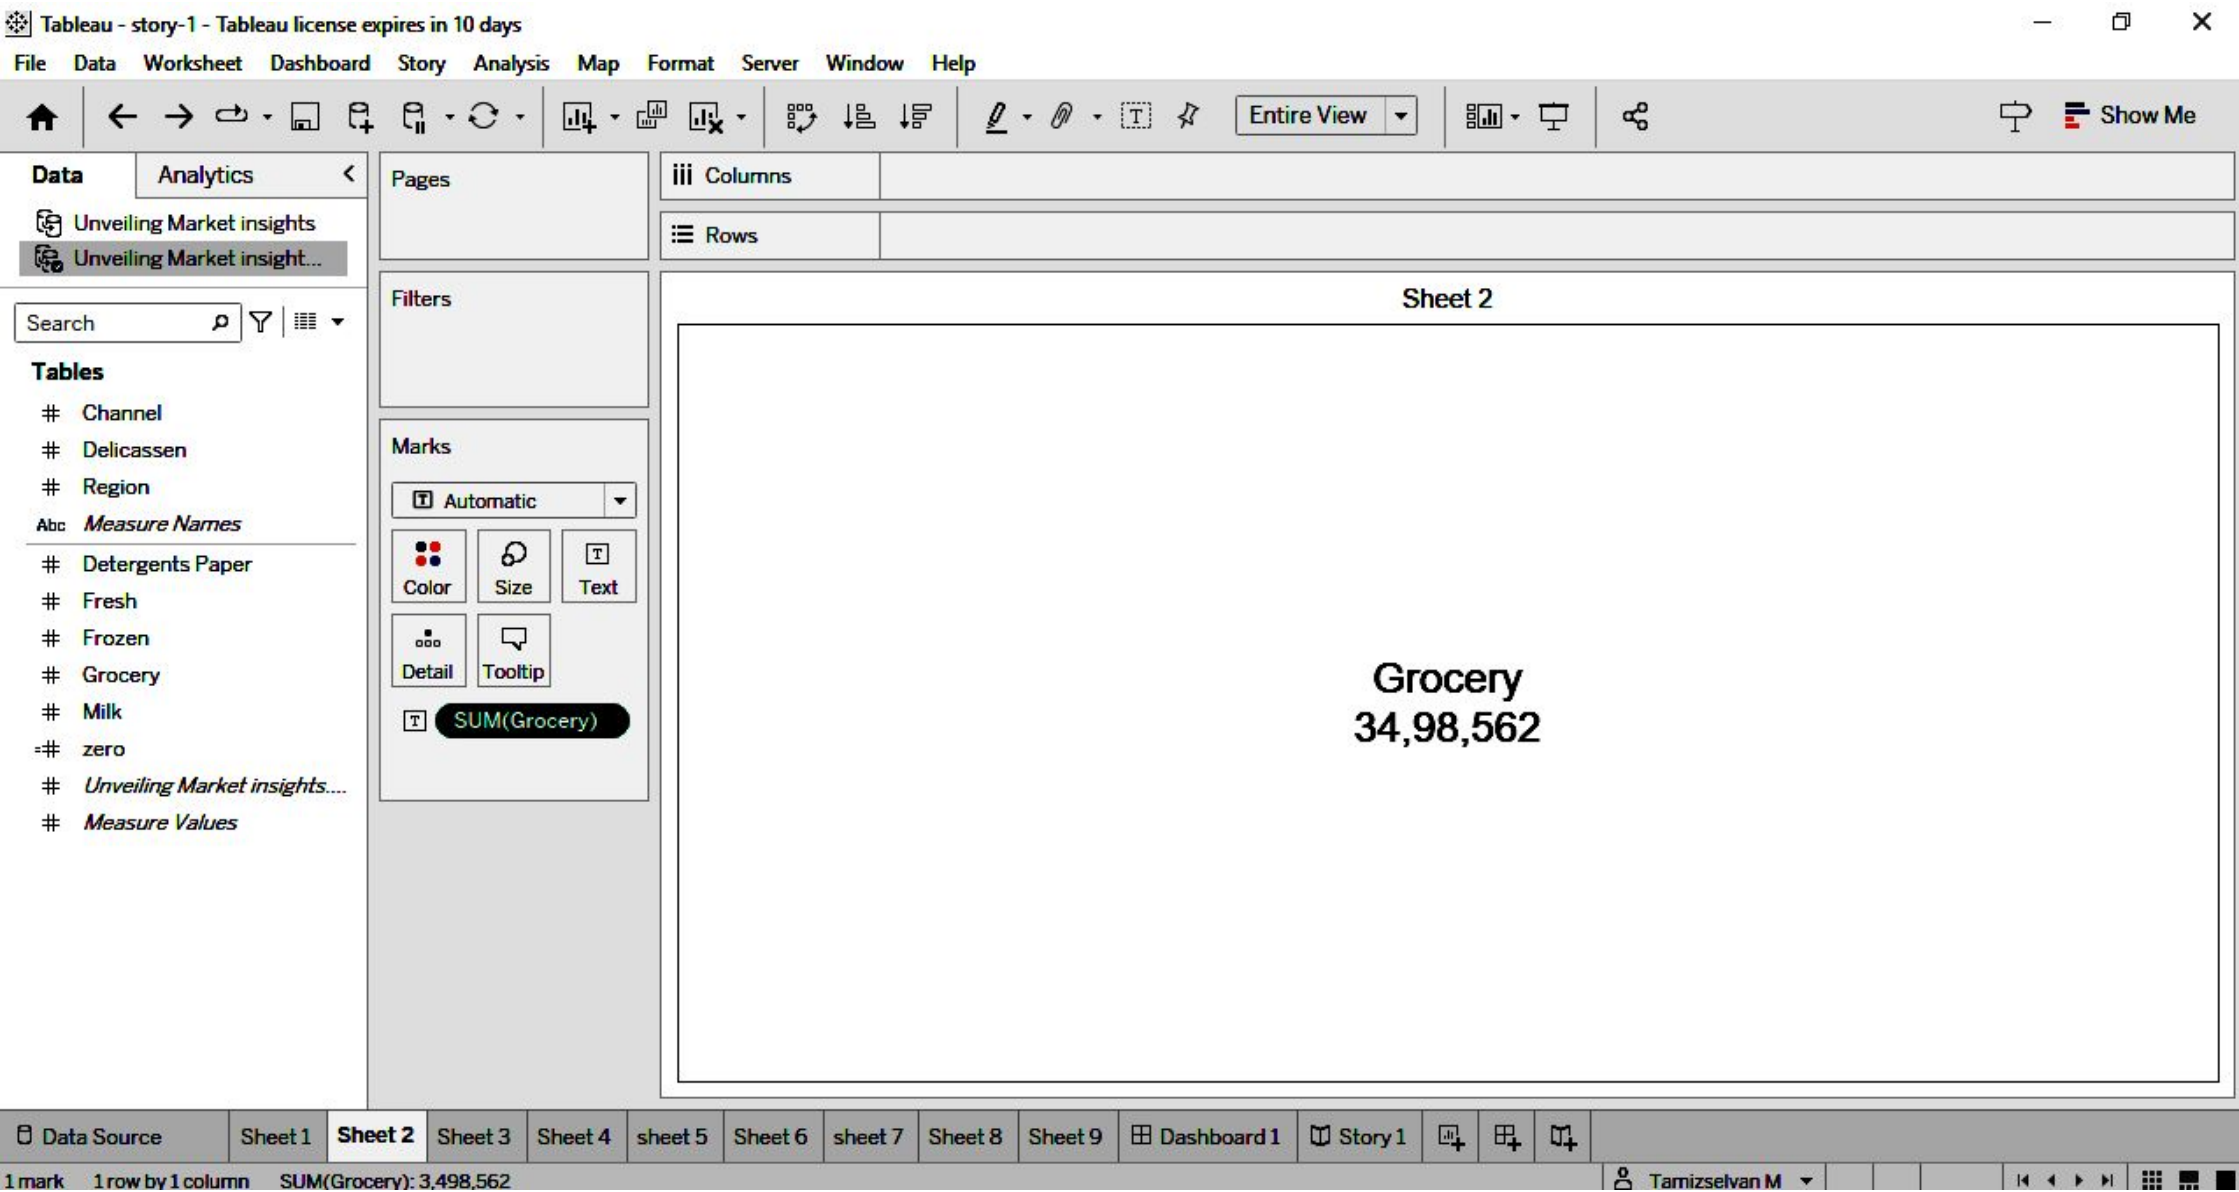 Tableau - story-1 - Tableau license expires in 10 days
File Data Worksheet Dashboard Story Analysis Map Format Server Window Help
Entire View
Show Me
Data Analytics
Unveiling Market insights
Unveiling Market insight...
Search
Tables
Channel
Delicassen
Region
Abc Measure Names
Detergents Paper
Fresh
Frozen
Grocery
Milk
zero
Unveiling Market insights....
Measure Values
Pages
Filters
Marks
Automatic
Color Size Text
Detail Tooltip
SUM(Grocery)
Columns
Rows
Sheet 2
Grocery
34,98,562
Data Source Sheet 1 Sheet 2 Sheet 3 Sheet 4 sheet 5 Sheet 6 sheet 7 Sheet 8 Sheet 9 Dashboard 1 Story 1
1 mark 1 row by 1 column SUM(Grocery): 3,498,562 Tamizselvan M